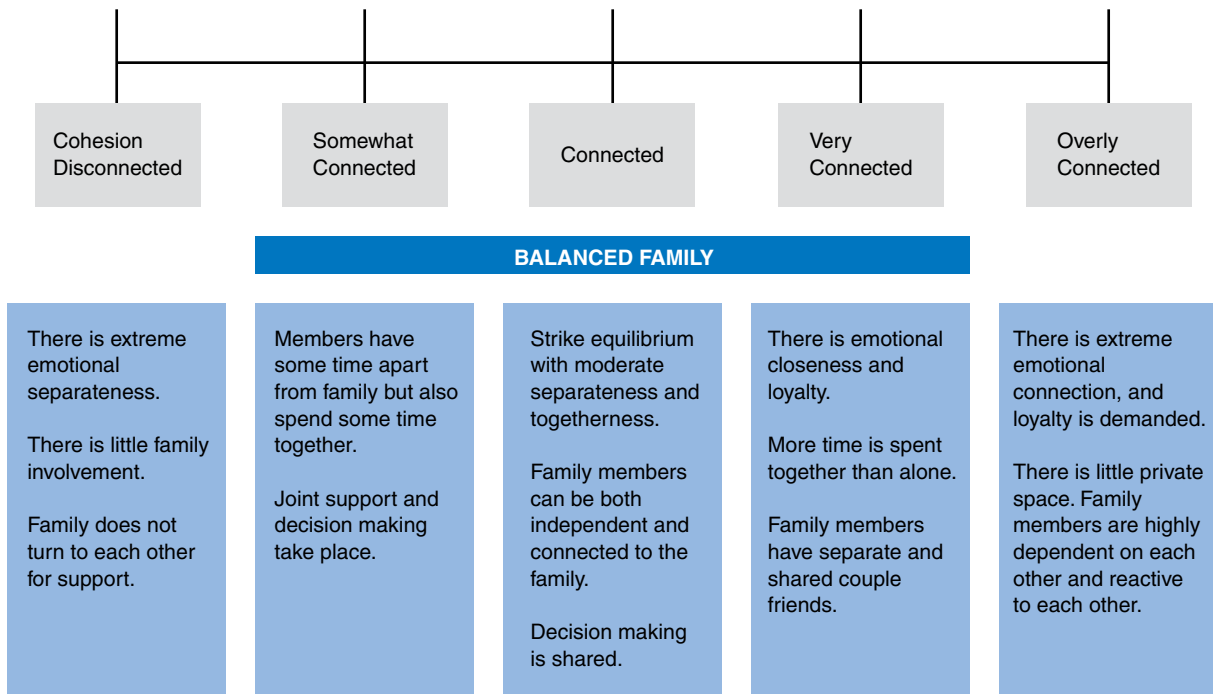 Cohesion
Disconnected
Somewhat
Connected
Connected
Very
Connected
Overly
Connected
BALANCED FAMILY
There is extreme
emotional
separateness.
There is little family
involvement.
Family does not
turn to each other
for support.
Members have
some time apart
from family but also
spend some time
together.
Joint support and
decision making
take place.
Strike equilibrium
with moderate
separateness and
togetherness.
Family members
can be both
independent and
connected to the
family.
Decision making
is shared.
There is emotional
closeness and
loyalty.
More time is spent
together than alone.
Family members
have separate and
shared couple
friends.
There is extreme
emotional
connection, and
loyalty is demanded.
There is little private
space. Family
members are highly
dependent on each
other and reactive
to each other.